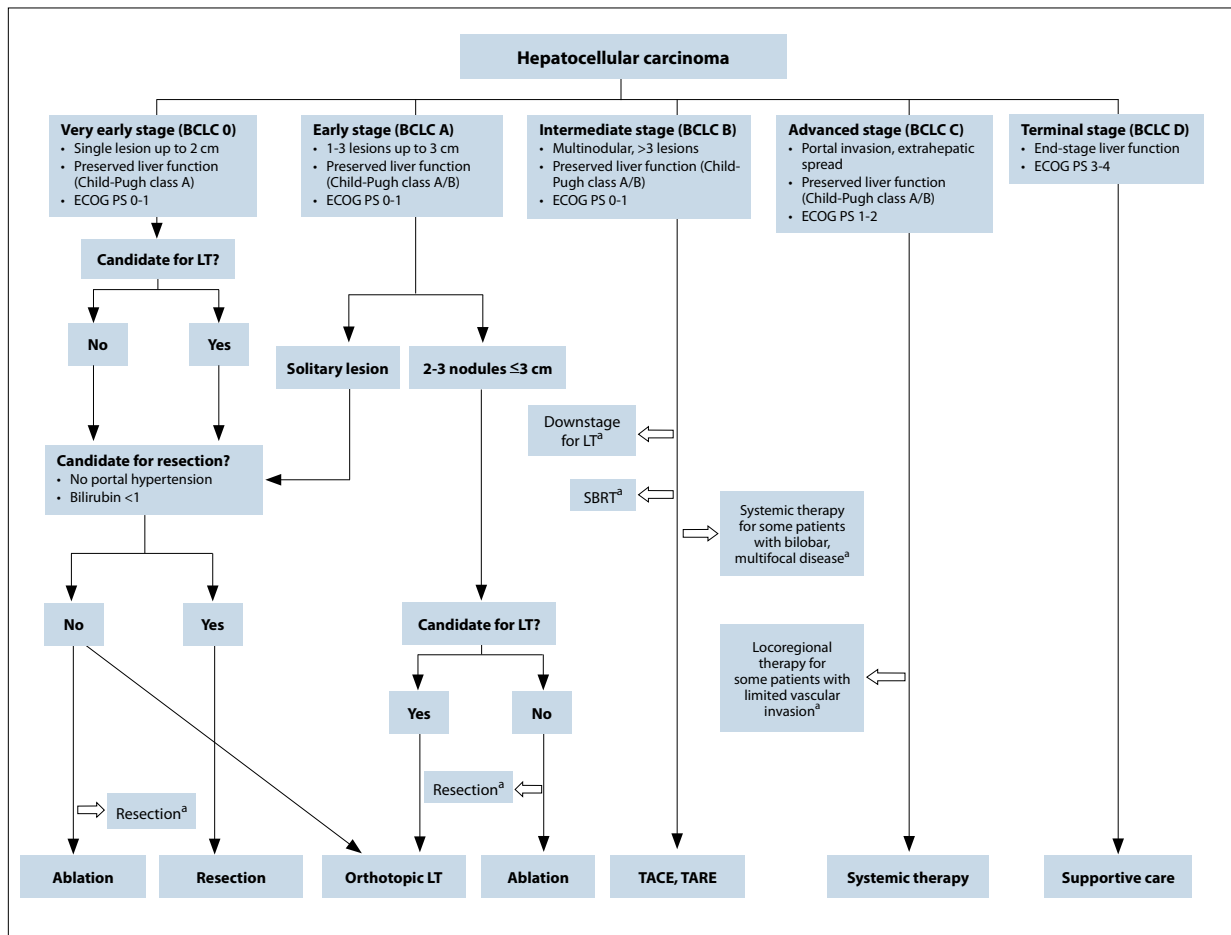 Hepatocellular carcinoma
Very early stage (BCLC 0)
• Single lesion up to 2 cm
• Preserved liver function
(Child-Pugh class A)
• ECOG PS 0-1
Early stage (BCLC A)
• 1-3 lesions up to 3 cm
• Preserved liver function
(Child-Pugh class A/B)
• ECOG PS 0-1
Intermediate stage (BCLC B)
• Multinodular, >3 lesions
• Preserved liver function (Child-
Pugh class A/B)
• ECOG PS 0-1
Advanced stage (BCLC C)
• Portal invasion, extrahepatic
spread
• Preserved liver function
(Child-Pugh class A/B)
• ECOG PS 1-2
Terminal stage (BCLC D)
• End-stage liver function
• ECOG PS 3-4
Candidate for LT?
No
Yes
Solitary lesion
2-3 nodules ≤3 cm
Candidate for resection?
• No portal hypertension
• Bilirubin <1
Downstage
for LTᵃ
SBRTᵃ
Systemic therapy
for some patients
with bilobar,
multifocal diseaseᵃ
No
Yes
Candidate for LT?
Locoregional
therapy for
some patients with
limited vascular
invasionᵃ
Yes
No
Resectionᵃ
Resectionᵃ
Ablation
Resection
Orthotopic LT
Ablation
TACE, TARE
Systemic therapy
Supportive care